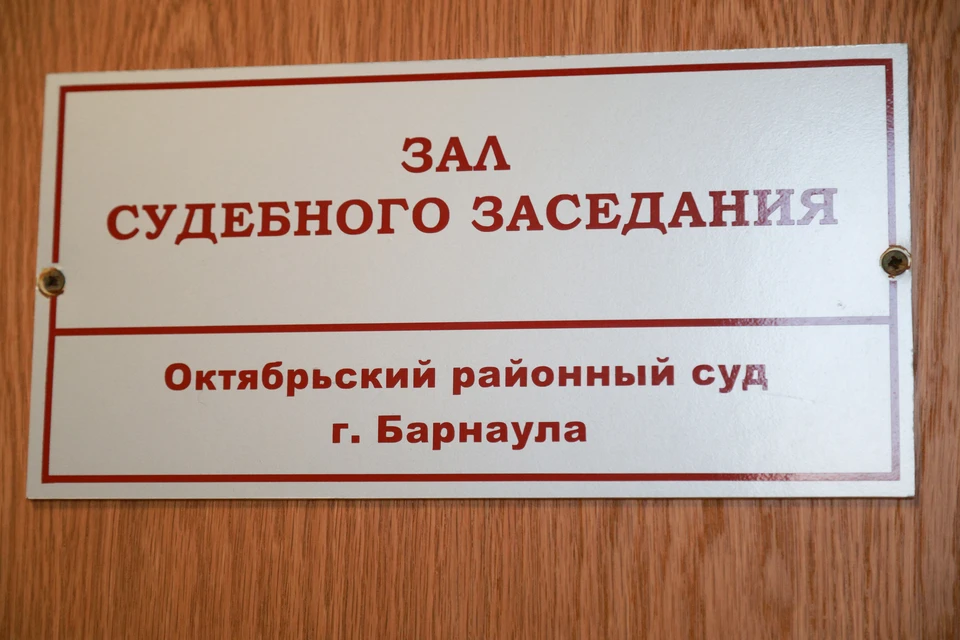 ЗАЛ
СУДЕБНОГО ЗАСЕДАНИЯ
Октябрьский районный суд
г. Барнаула